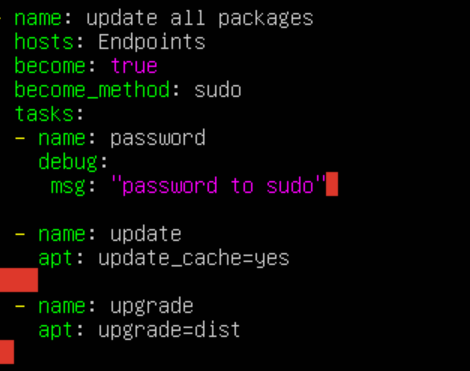 - name: update all packages
  hosts: Endpoints
  become: true
  become_method: sudo
  tasks:
  - name: password
    debug:
     msg: "password to sudo"

  - name: update
    apt: update_cache=yes

  - name: upgrade
    apt: upgrade=dist